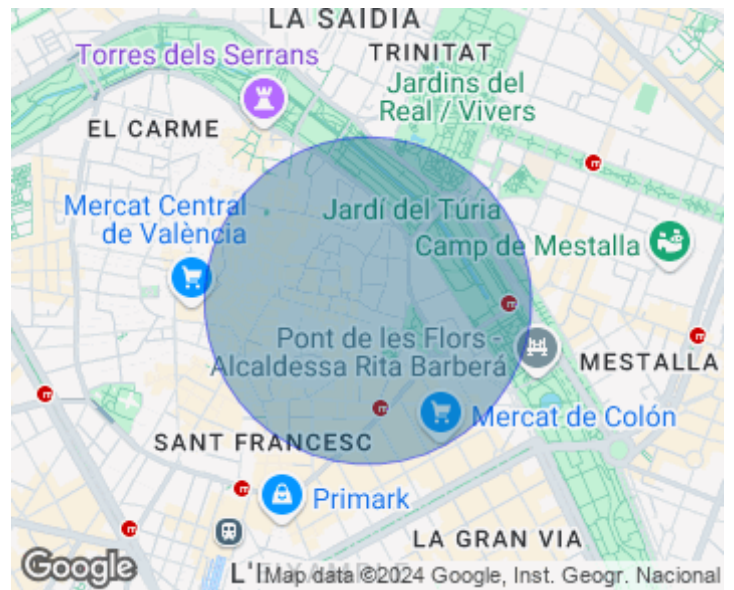 LA SAÏDIA
Torres dels Serrans
TRINITAT
Jardins del
Real / Vivers
EL CARME
Mercat Central
de València
Jardí del Túria
Camp de Mestalla
Pont de les Flors -
Alcaldessa Rita Barberá
MESTALLA
Mercat de Colón
SANT FRANCESC
Primark
LA GRAN VIA
Google
L'EIXAMPLE
Map data ©2024 Google, Inst. Geogr. Nacional